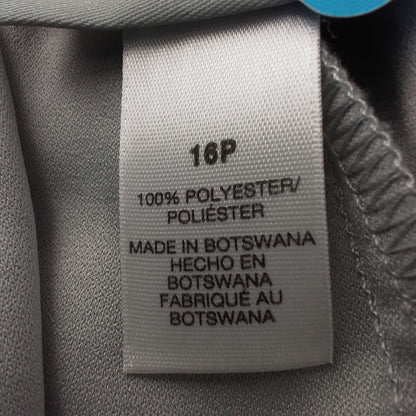 16P
100% POLYESTER/
POLIÉSTER
MADE IN BOTSWANA
HECHO EN
BOTSWANA
FABRIQUÉ AU
BOTSWANA